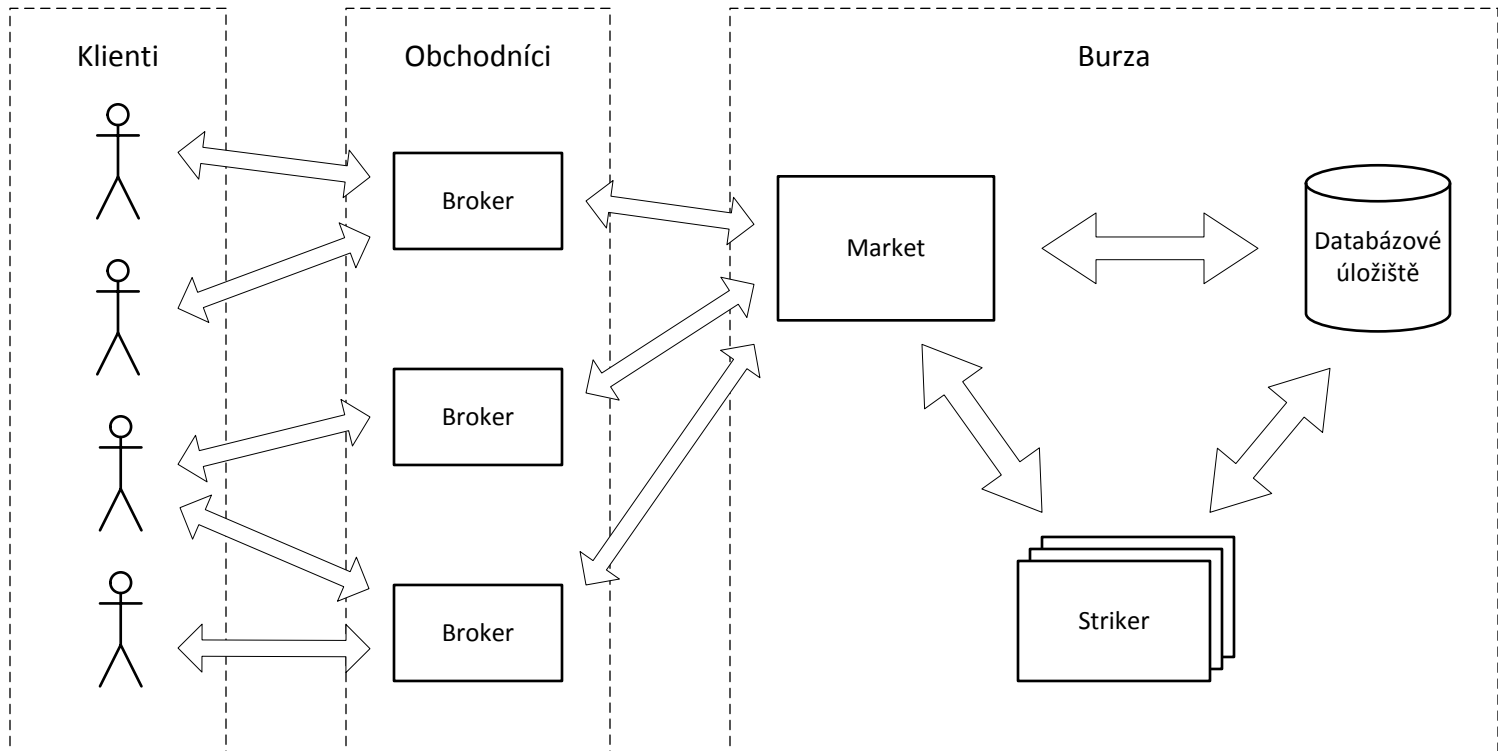 Klienti
Obchodníci
Burza
Broker
Market
Databázové
úložiště
Broker
Broker
Striker